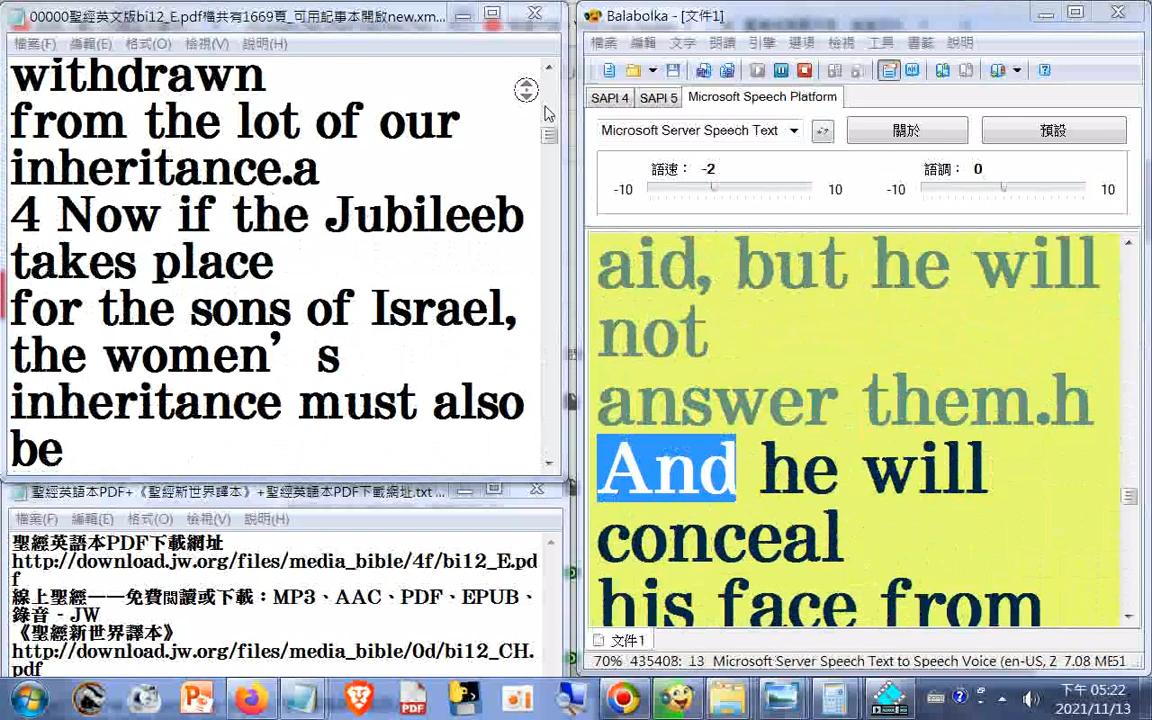 00000聖經英文版bi12_E.pdf檔共有1669頁_可用記事本開啟new.xm...
檔案(F) 編輯(E) 格式(O) 檢視(V) 說明(H)
withdrawn
from the lot of our
inheritance.a
4 Now if the Jubileeb
takes place
for the sons of Israel,
the women’s
inheritance must also
be
聖經英語本PDF+《聖經新世界譯本》+聖經英語本PDF下載網址.txt ...
檔案(F) 編輯(E) 格式(O) 檢視(V) 說明(H)
聖經英語本PDF下載網址
http://download.jw.org/files/media_bible/4f/bi12_E.pd
f
線上聖經——免費閱讀或下載：MP3、AAC、PDF、EPUB、
錄音 - JW
《聖經新世界譯本》
http://download.jw.org/files/media_bible/0d/bi12_CH.
pdf
Balabolka - [文件1]
檔案 編輯 文字 朗讀 引擎 選項 檢視 工具 書籤 說明
SAPI 4 SAPI 5 Microsoft Speech Platform
Microsoft Server Speech Text 關於 預設
語速： -2 語調： 0
-10 10 -10 10
aid, but he will
not
answer them.h
And he will
conceal
his face from
文件1
70% 435408: 13 Microsoft Server Speech Text to Speech Voice (en-US, Z 7.08 ME51
下午 05:22
2021/11/13